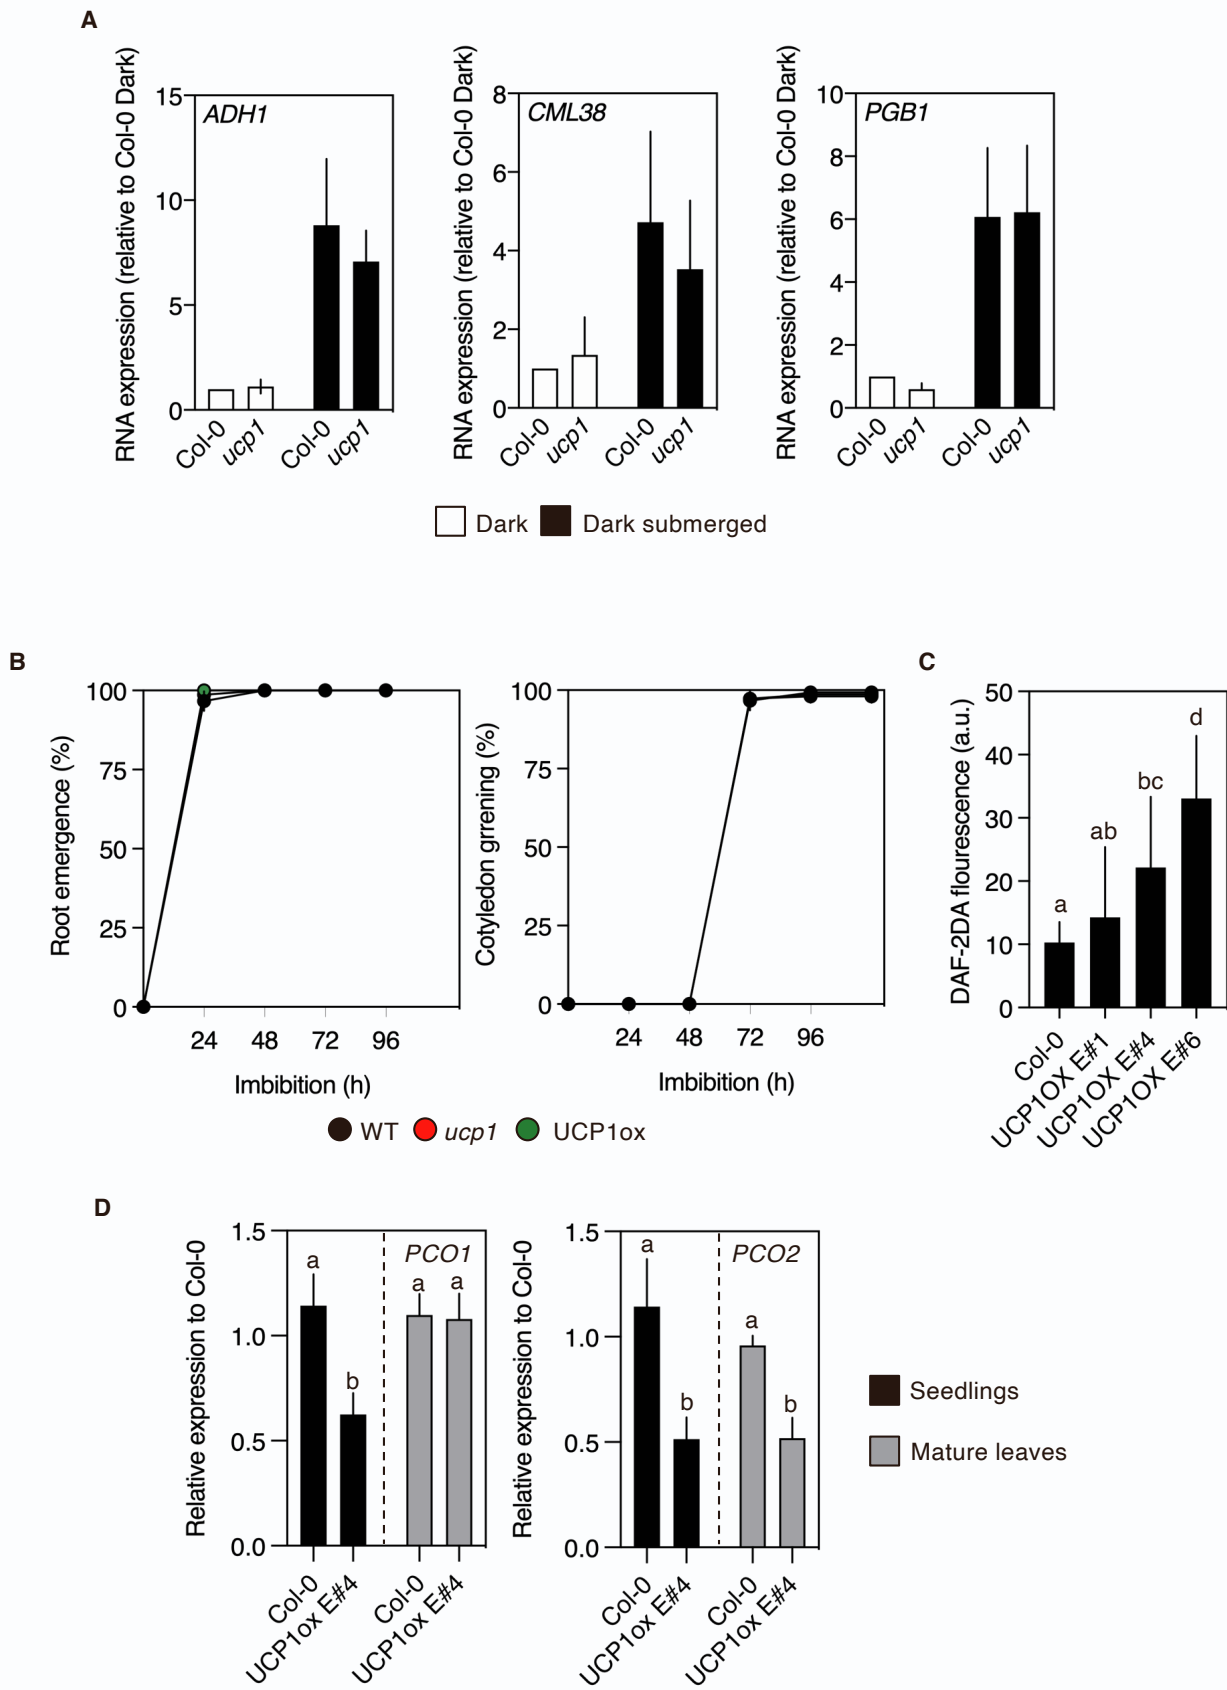 A
RNA expression (relative to Col-0 Dark)
15
10
5
0
ADH1
Col-0
ucp1
Col-0
ucp1
RNA expression (relative to Col-0 Dark)
8
6
4
2
0
CML38
Col-0
ucp1
Col-0
ucp1
RNA expression (relative to Col-0 Dark)
10
8
6
4
2
0
PGB1
Col-0
ucp1
Col-0
ucp1
Dark
Dark submerged
B
Root emergence (%)
100
75
50
25
0
24 48 72 96
Imbibition (h)
Cotyledon grrening (%)
100
75
50
25
0
24 48 72 96
Imbibition (h)
WT
ucp1
UCP1ox
C
DAF-2DA flourescence (a.u.)
50
40
30
20
10
0
a
ab
bc
d
Col-0
UCP1OX E#1
UCP1OX E#4
UCP1OX E#6
D
Relative expression to Col-0
1.5
1.0
0.5
0.0
PCO1
a
b
a
a
Col-0
UCP1ox E#4
Col-0
UCP1ox E#4
Relative expression to Col-0
1.5
1.0
0.5
0.0
PCO2
a
b
a
b
Col-0
UCP1ox E#4
Col-0
UCP1ox E#4
Seedlings
Mature leaves